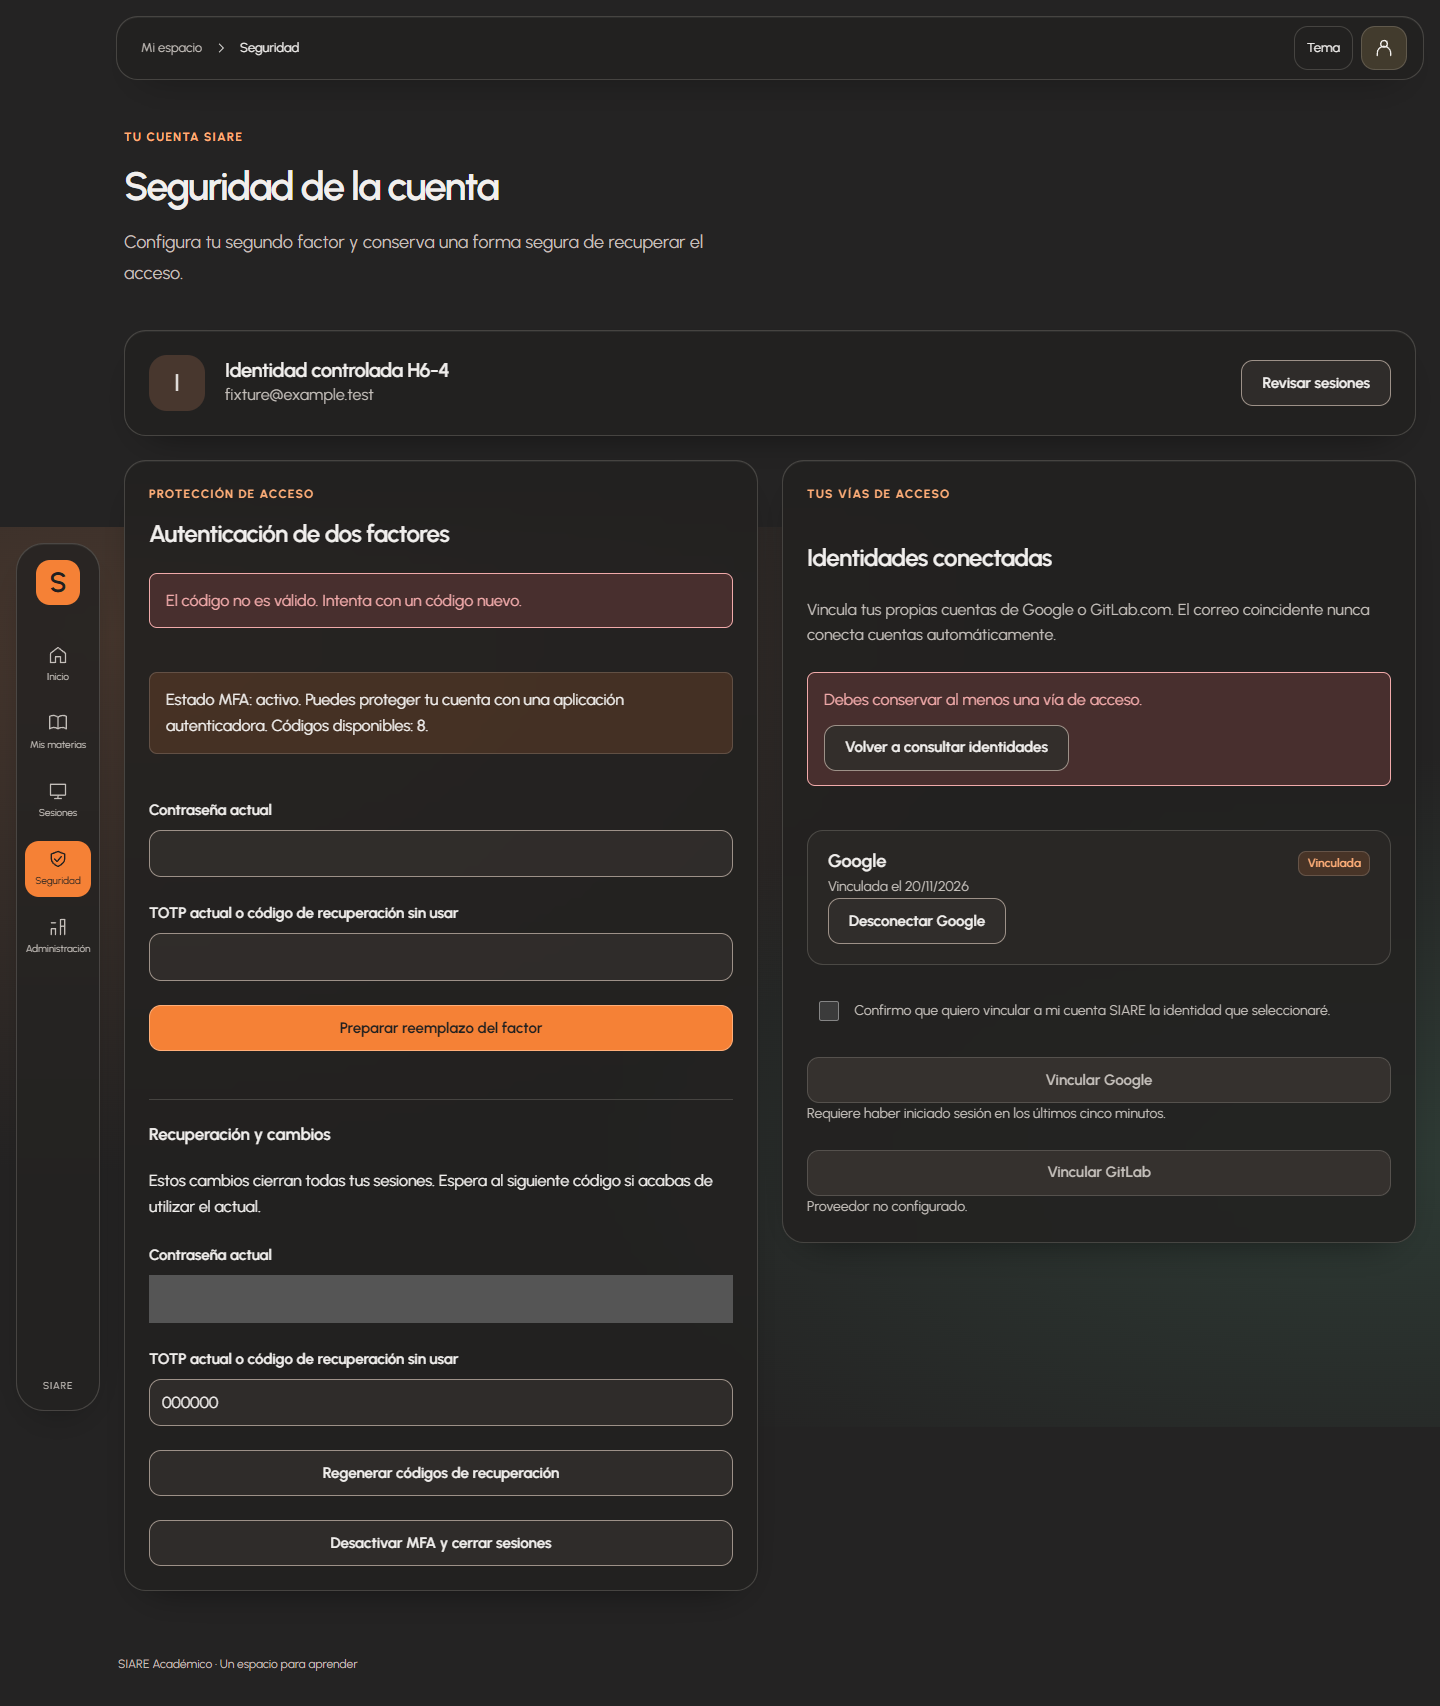 Mi espacio > Seguridad
Tema
TU CUENTA SIARE
Seguridad de la cuenta
Configura tu segundo factor y conserva una forma segura de recuperar el
acceso.
I
Identidad controlada H6-4
fixture@example.test
Revisar sesiones
S
Inicio
Mis materias
Sesiones
Seguridad
Administración
SIARE
PROTECCIÓN DE ACCESO
Autenticación de dos factores
El código no es válido. Intenta con un código nuevo.
Estado MFA: activo. Puedes proteger tu cuenta con una aplicación
autenticadora. Códigos disponibles: 8.
Contraseña actual
TOTP actual o código de recuperación sin usar
Preparar reemplazo del factor
Recuperación y cambios
Estos cambios cierran todas tus sesiones. Espera al siguiente código si acabas de
utilizar el actual.
Contraseña actual
TOTP actual o código de recuperación sin usar
000000
Regenerar códigos de recuperación
Desactivar MFA y cerrar sesiones
TUS VÍAS DE ACCESO
Identidades conectadas
Vincula tus propias cuentas de Google o GitLab.com. El correo coincidente nunca
conecta cuentas automáticamente.
Debes conservar al menos una vía de acceso.
Volver a consultar identidades
Google
Vinculada
Vinculada el 20/11/2026
Desconectar Google
Confirmo que quiero vincular a mi cuenta SIARE la identidad que seleccionaré.
Vincular Google
Requiere haber iniciado sesión en los últimos cinco minutos.
Vincular GitLab
Proveedor no configurado.
SIARE Académico · Un espacio para aprender